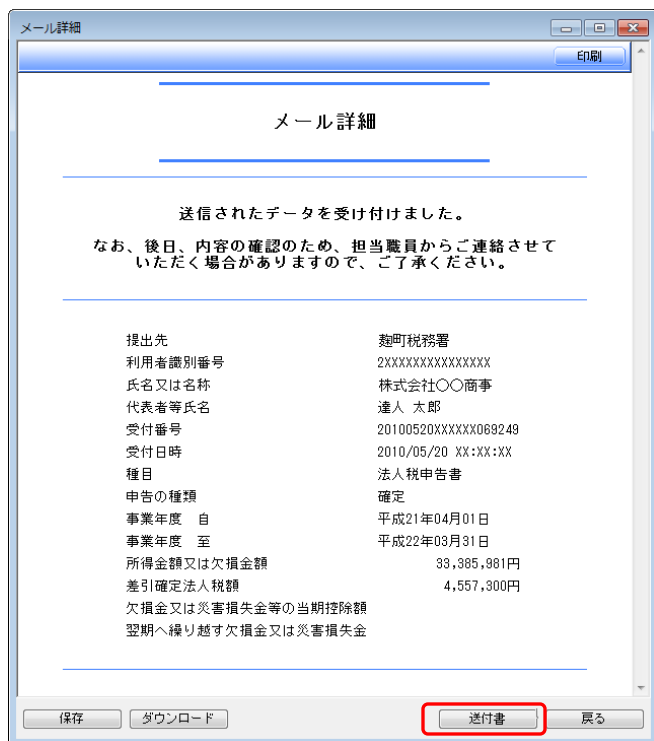 メール詳細
印刷
メール詳細
送信されたデータを受け付けました。
なお、後日、内容の確認のため、担当職員からご連絡させて
いただく場合がありますので、ご了承ください。
提出先 麹町税務署
利用者識別番号 2XXXXXXXXXXXXXXX
氏名又は名称 株式会社〇〇商事
代表者等氏名 達人 太郎
受付番号 20100520XXXXXX069249
受付日時 2010/05/20 XX:XX:XX
種目 法人税申告書
申告の種類 確定
事業年度 自 平成21年04月01日
事業年度 至 平成22年03月31日
所得金額又は欠損金額 33,385,981円
差引確定法人税額 4,557,300円
欠損金又は災害損失金等の当期控除額
翌期へ繰り越す欠損金又は災害損失金
保存 ダウンロード 送付書 戻る